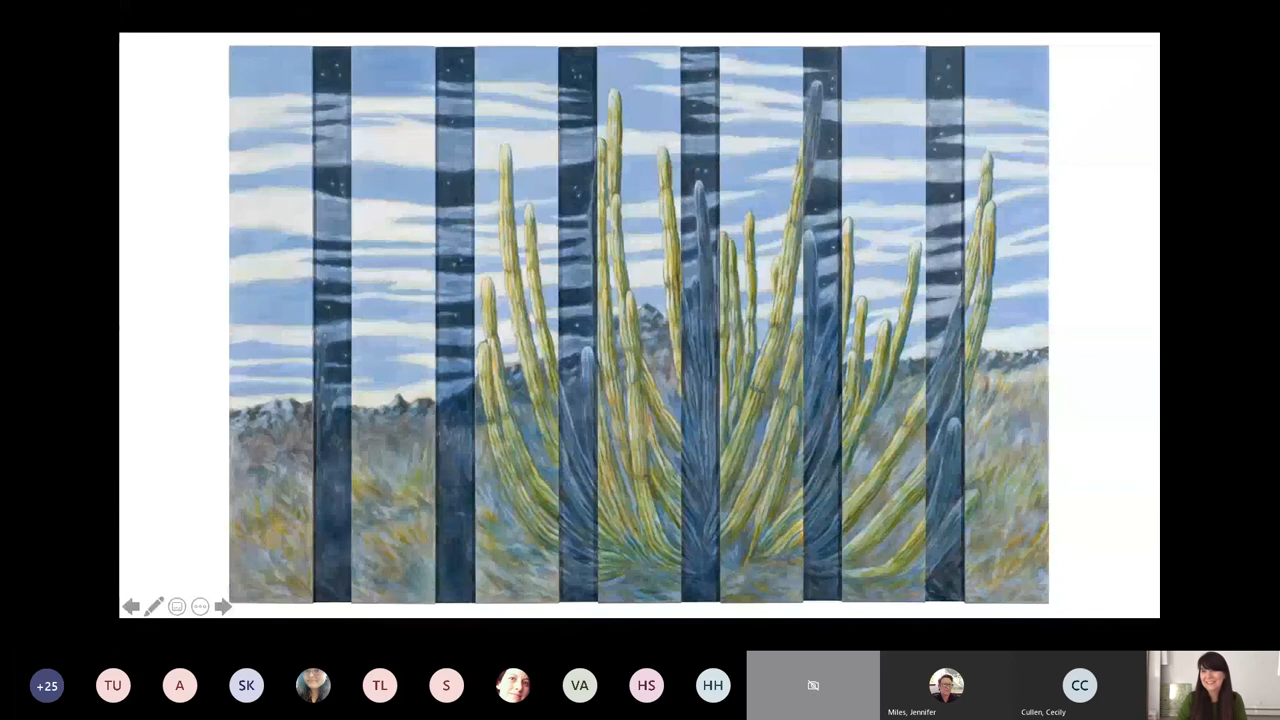 +25
TU
A
SK
TL
S
VA
HS
HH
Miles, Jennifer
CC
Cullen, Cecily